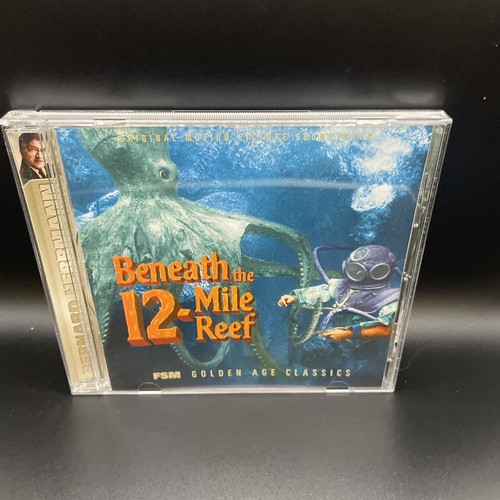 ORIGINAL MOTION PICTURE SOUNDTRACK
BERNARD HERRMANN
Beneath the
12-Mile
Reef
FSM GOLDEN AGE CLASSICS